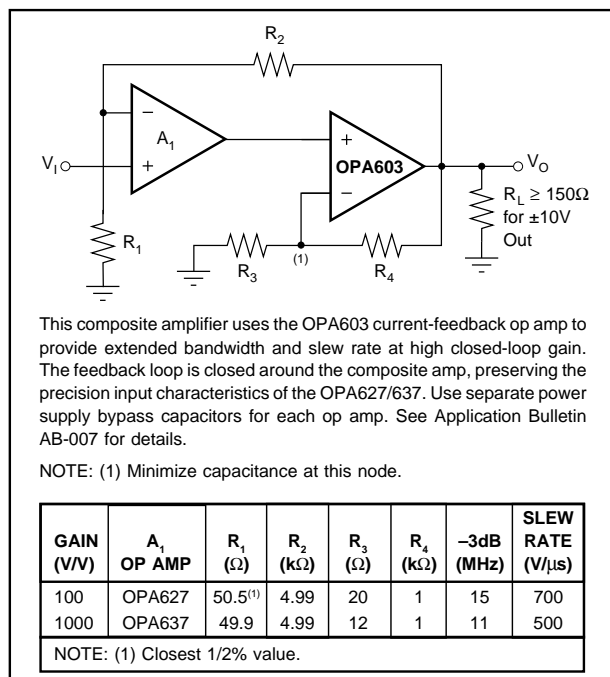 R2
−
A1
+
VI
R1
+
OPA603
−
VO
RL ≥ 150Ω
for ±10V
Out
R3
(1)
R4
This composite amplifier uses the OPA603 current-feedback op amp to
provide extended bandwidth and slew rate at high closed-loop gain.
The feedback loop is closed around the composite amp, preserving the
precision input characteristics of the OPA627/637. Use separate power
supply bypass capacitors for each op amp. See Application Bulletin
AB-007 for details.
NOTE: (1) Minimize capacitance at this node.
GAIN (V/V) A1 OP AMP R1 (Ω) R2 (kΩ) R3 (Ω) R4 (kΩ) –3dB (MHz) SLEW RATE (V/µs)
100 OPA627 50.5(1) 4.99 20 1 15 700
1000 OPA637 49.9 4.99 12 1 11 500
NOTE: (1) Closest 1/2% value.